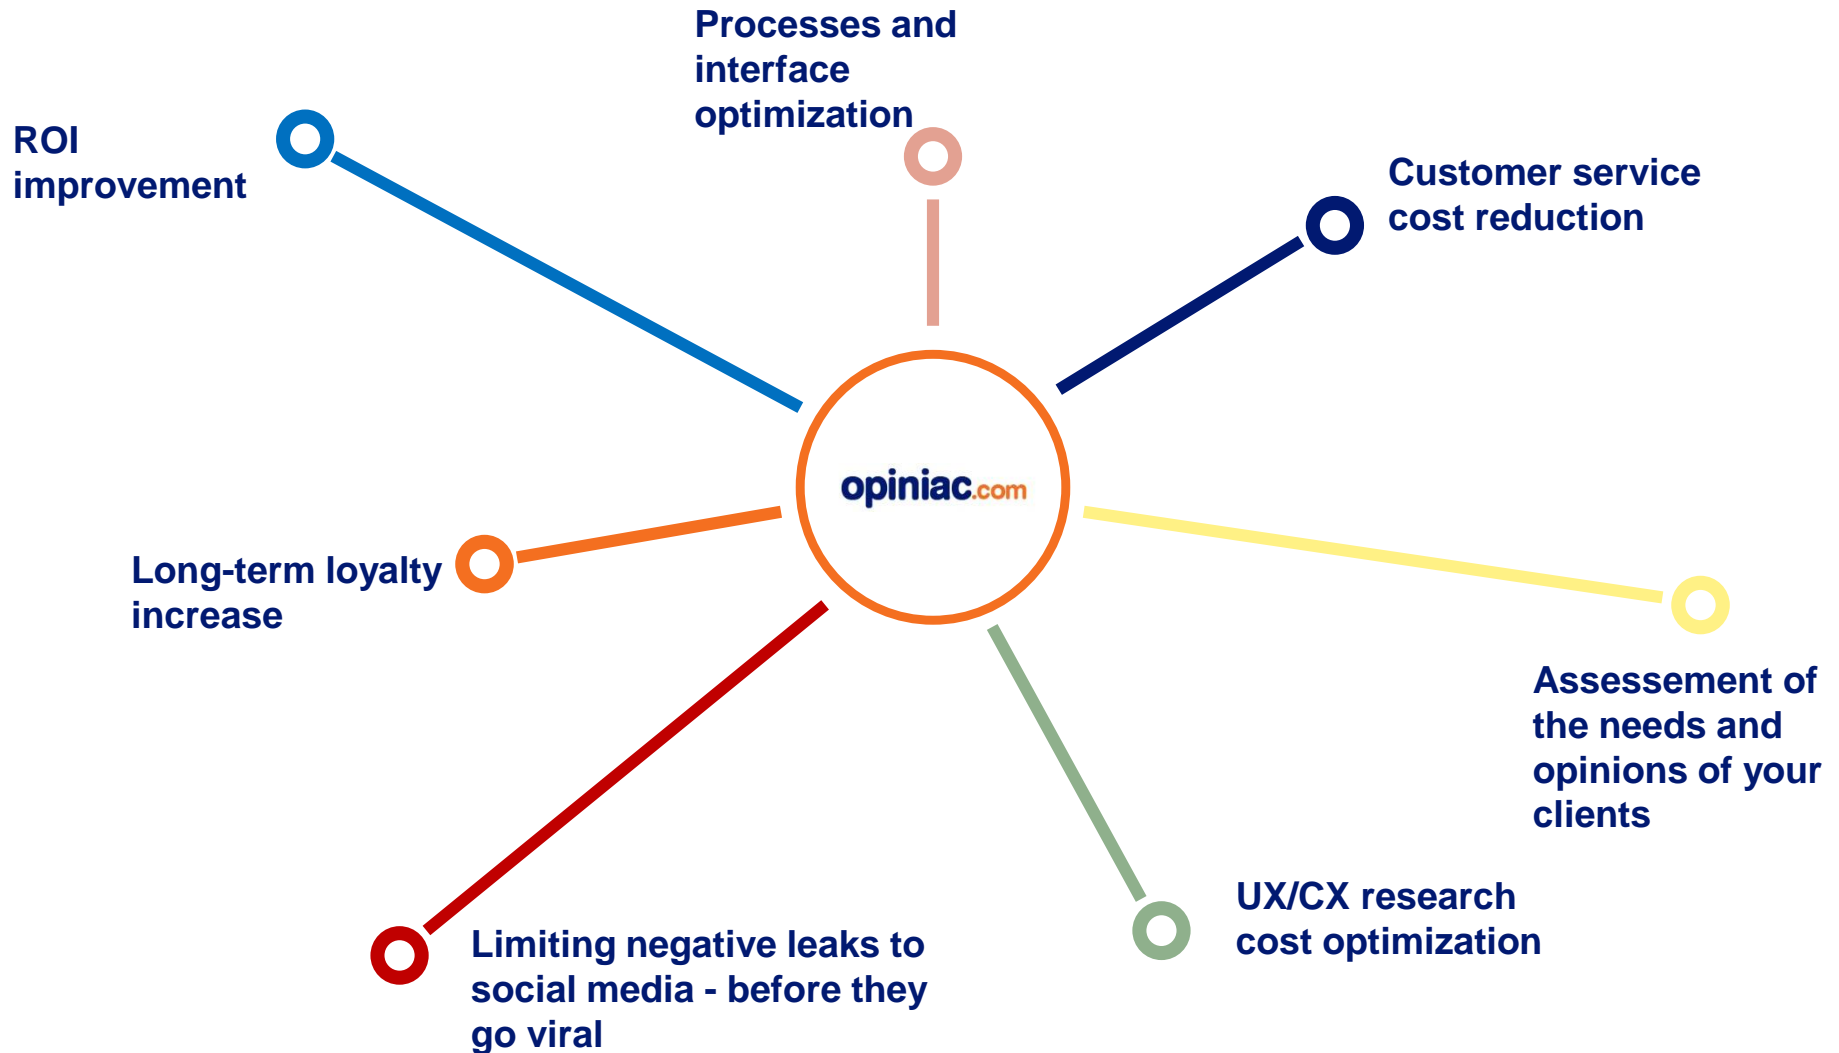 Processes and
interface
optimization
ROI
improvement
Customer service
cost reduction
opiniac.com
Long-term loyalty
increase
Assessement of
the needs and
opinions of your
clients
UX/CX research
cost optimization
Limiting negative leaks to
social media - before they
go viral